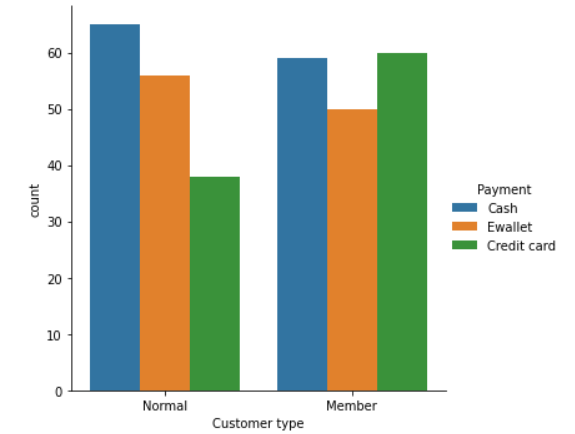 60
50
40
30
20
10
0
count
Normal
Member
Customer type
Payment
Cash
Ewallet
Credit card